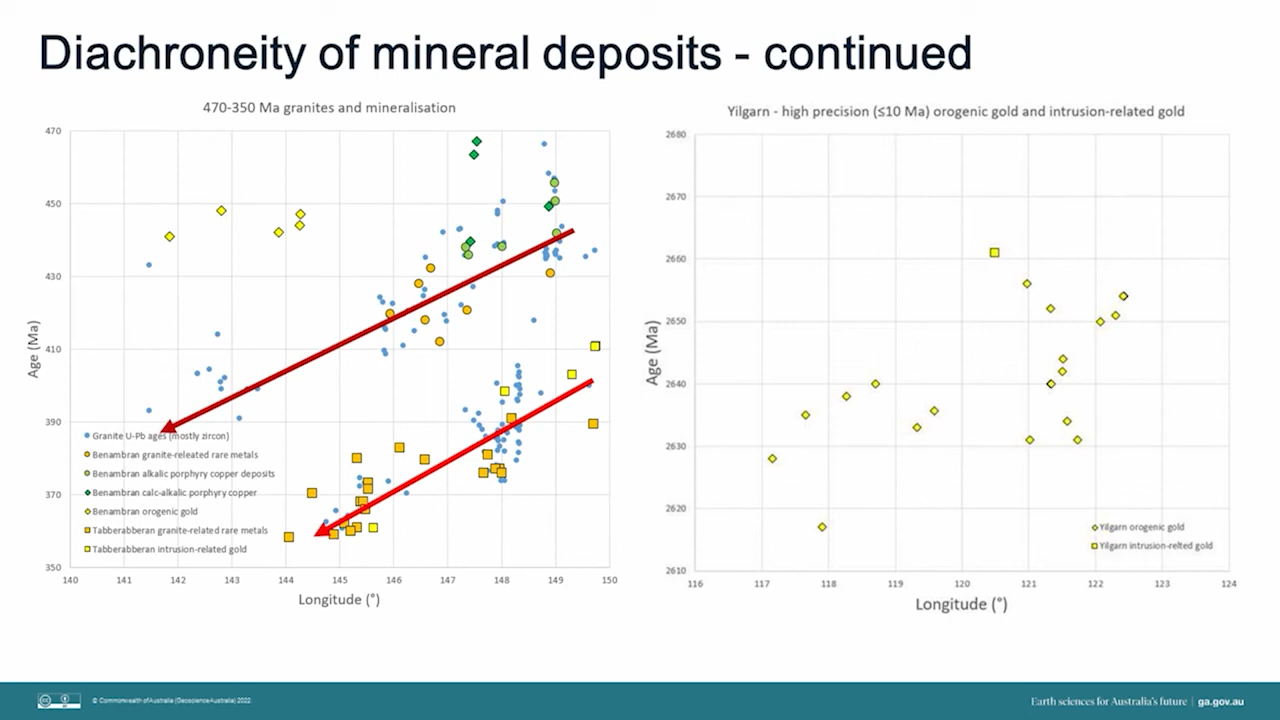 Diachroneity of mineral deposits - continued
470-350 Ma granites and mineralisation
470
450
430
410
390
370
350
Age (Ma)
Granite U-Pb ages (mostly zircon)
Benambran granite-releated rare metals
Benambran alkalic porphyry copper deposits
Benambran calc-alkalic porphyry copper
Benambran orogenic gold
Tabberabberan granite-related rare metals
Tabberabberan intrusion-related gold
140 141 142 143 144 145 146 147 148 149 150
Longitude (°)
Yilgarn - high precision (≤10 Ma) orogenic gold and intrusion-related gold
2680
2670
2660
2650
2640
2630
2620
2610
Age (Ma)
Yilgarn orogenic gold
Yilgarn intrusion-relted gold
116 117 118 119 120 121 122 123 124
Longitude (°)
cc
BY
© Commonwealth of Australia (Geoscience Australia) 2022.
Earth sciences for Australia's future | ga.gov.au